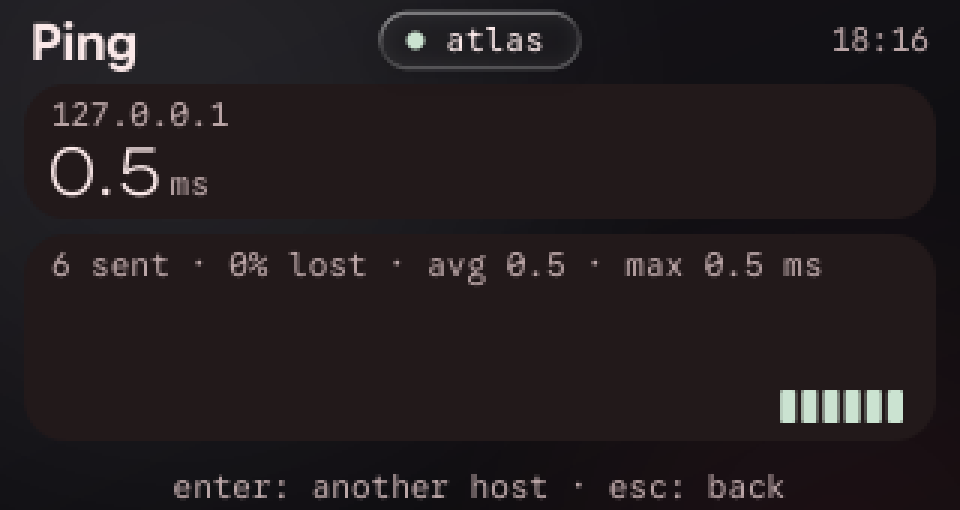 Ping
atlas
18:16
127.0.0.1
0.5 ms
6 sent · 0% lost · avg 0.5 · max 0.5 ms
enter: another host · esc: back